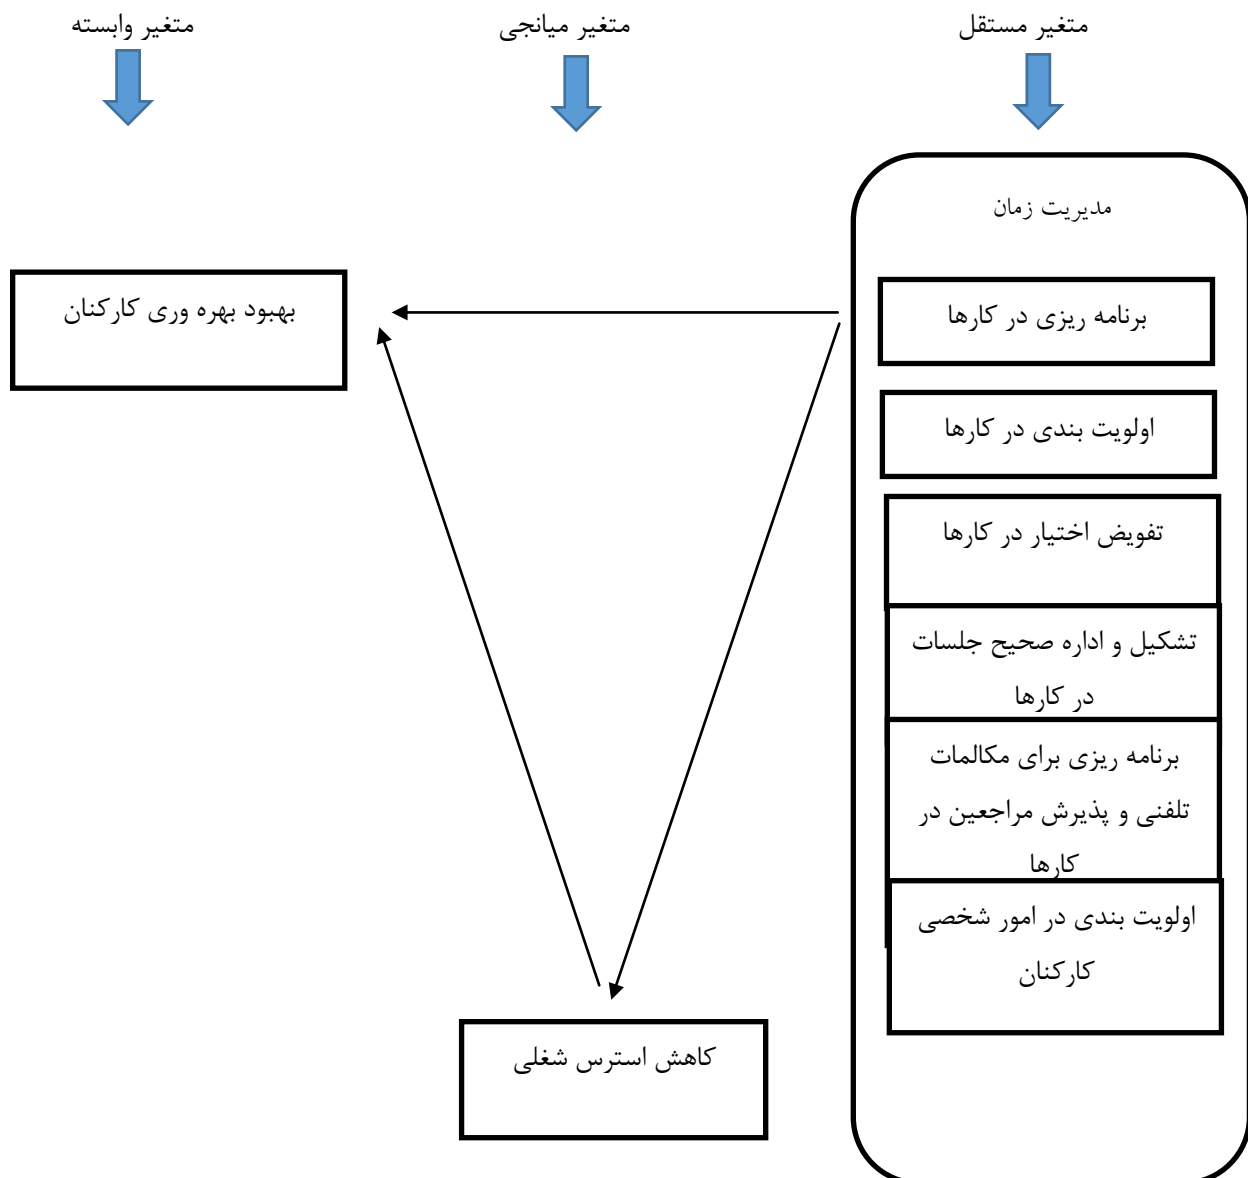 متغیر مستقل
متغیر میانجی
متغیر وابسته
مدیریت زمان
برنامه ریزی در کارها
بهبود بهره وری کارکنان
اولویت بندی در کارها
تفویض اختیار در کارها
تشکیل و اداره صحیح جلسات
در کارها
برنامه ریزی برای مکالمات
تلفنی و پذیرش مراجعین در
کارها
اولویت بندی در امور شخصی
کارکنان
کاهش استرس شغلی